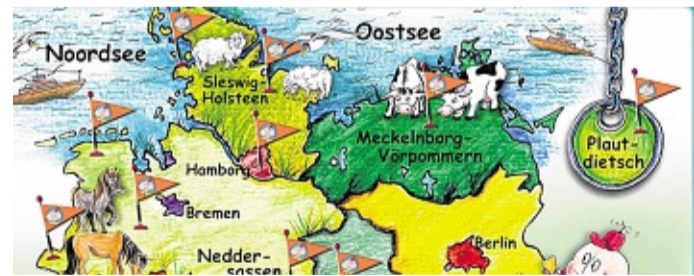 Noordsee
Oostsee
Sleswig-
Holsteen
Meckelnborg-
Vörpommern
Plaut-
dietsch
Hamborg
Bremen
Nedder-
sassen
Berlin